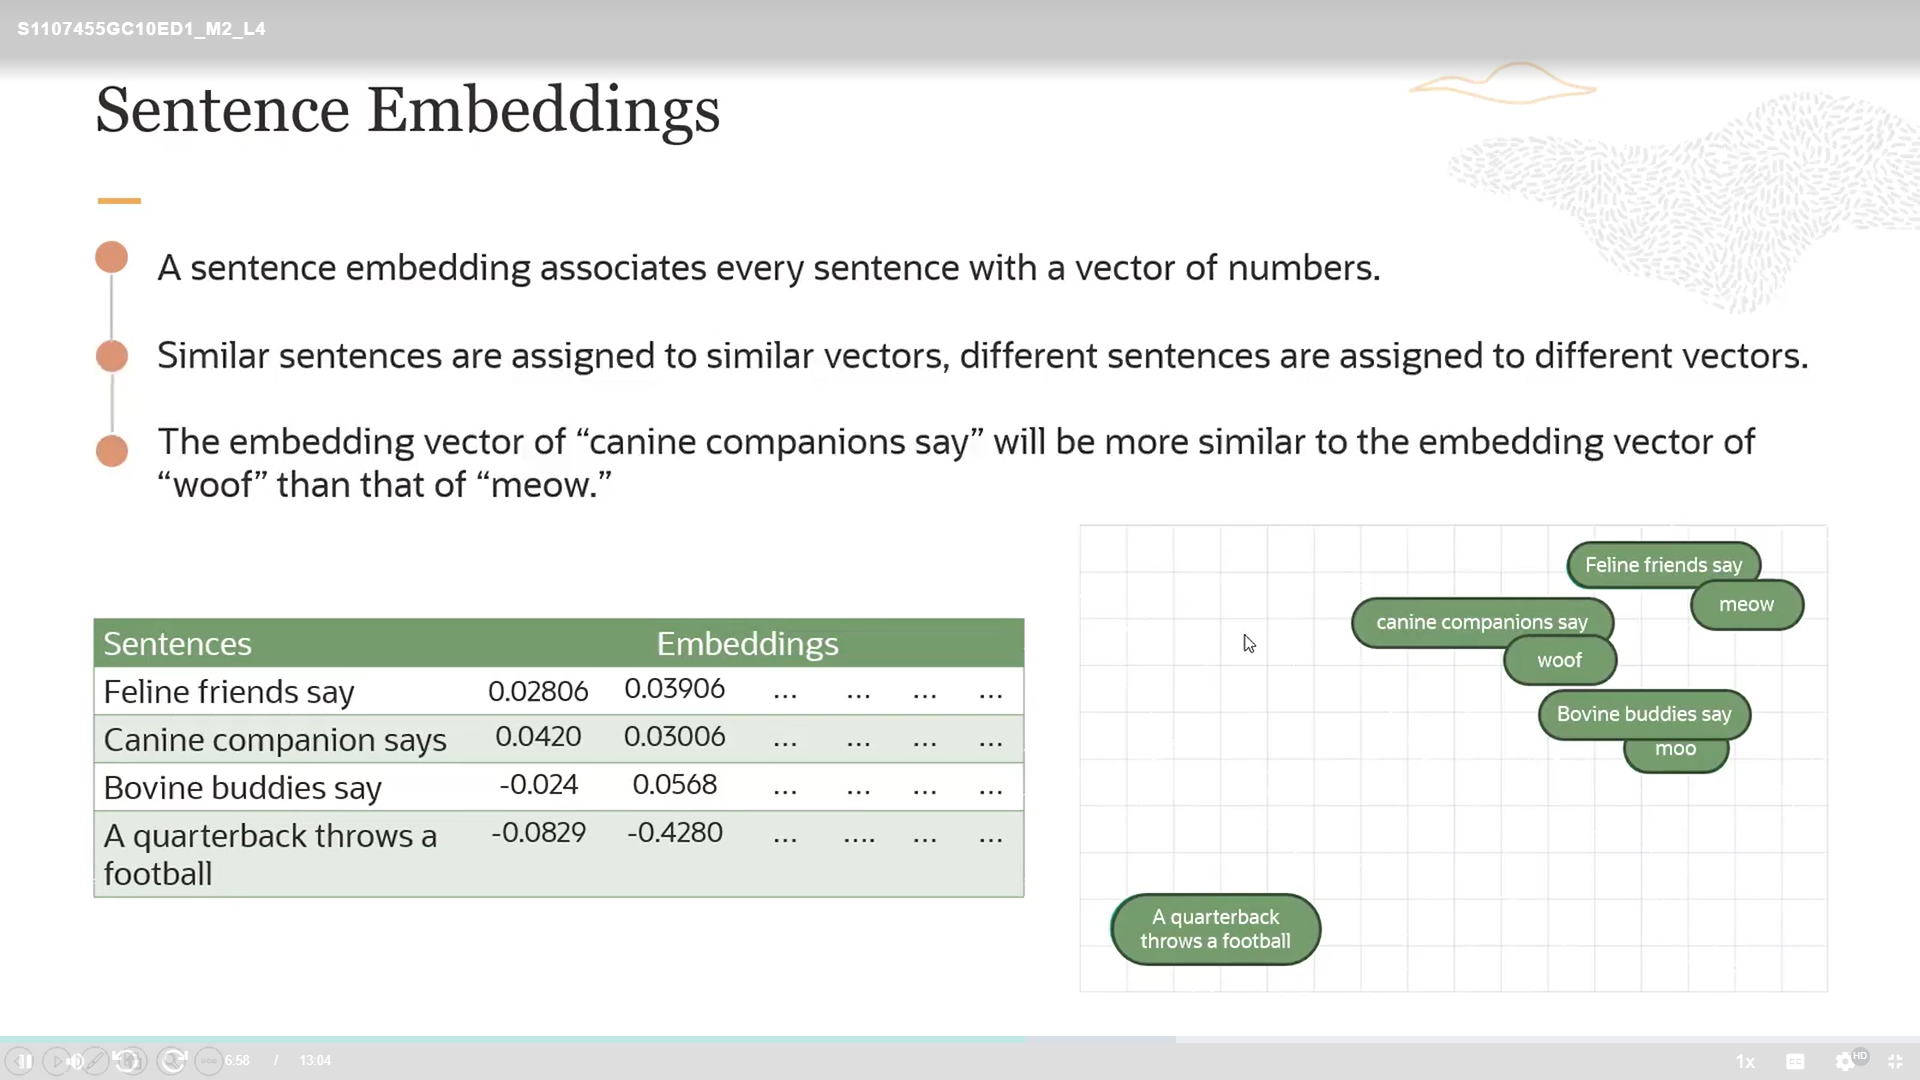 S1107455GC10ED1_M2_L4
Sentence Embeddings
A sentence embedding associates every sentence with a vector of numbers.
Similar sentences are assigned to similar vectors, different sentences are assigned to different vectors.
The embedding vector of “canine companions say” will be more similar to the embedding vector of
“woof” than that of “meow.”
Sentences Embeddings
Feline friends say 0.02806 0.03906 ... ... ... ...
Canine companion says 0.0420 0.03006 ... ... ... ...
Bovine buddies say -0.024 0.0568 ... ... ... ...
A quarterback throws a -0.0829 -0.4280 ... .... ... ...
football
Feline friends say
meow
canine companions say
woof
Bovine buddies say
moo
A quarterback
throws a football
6:58 / 13:04
1x
CC
HD